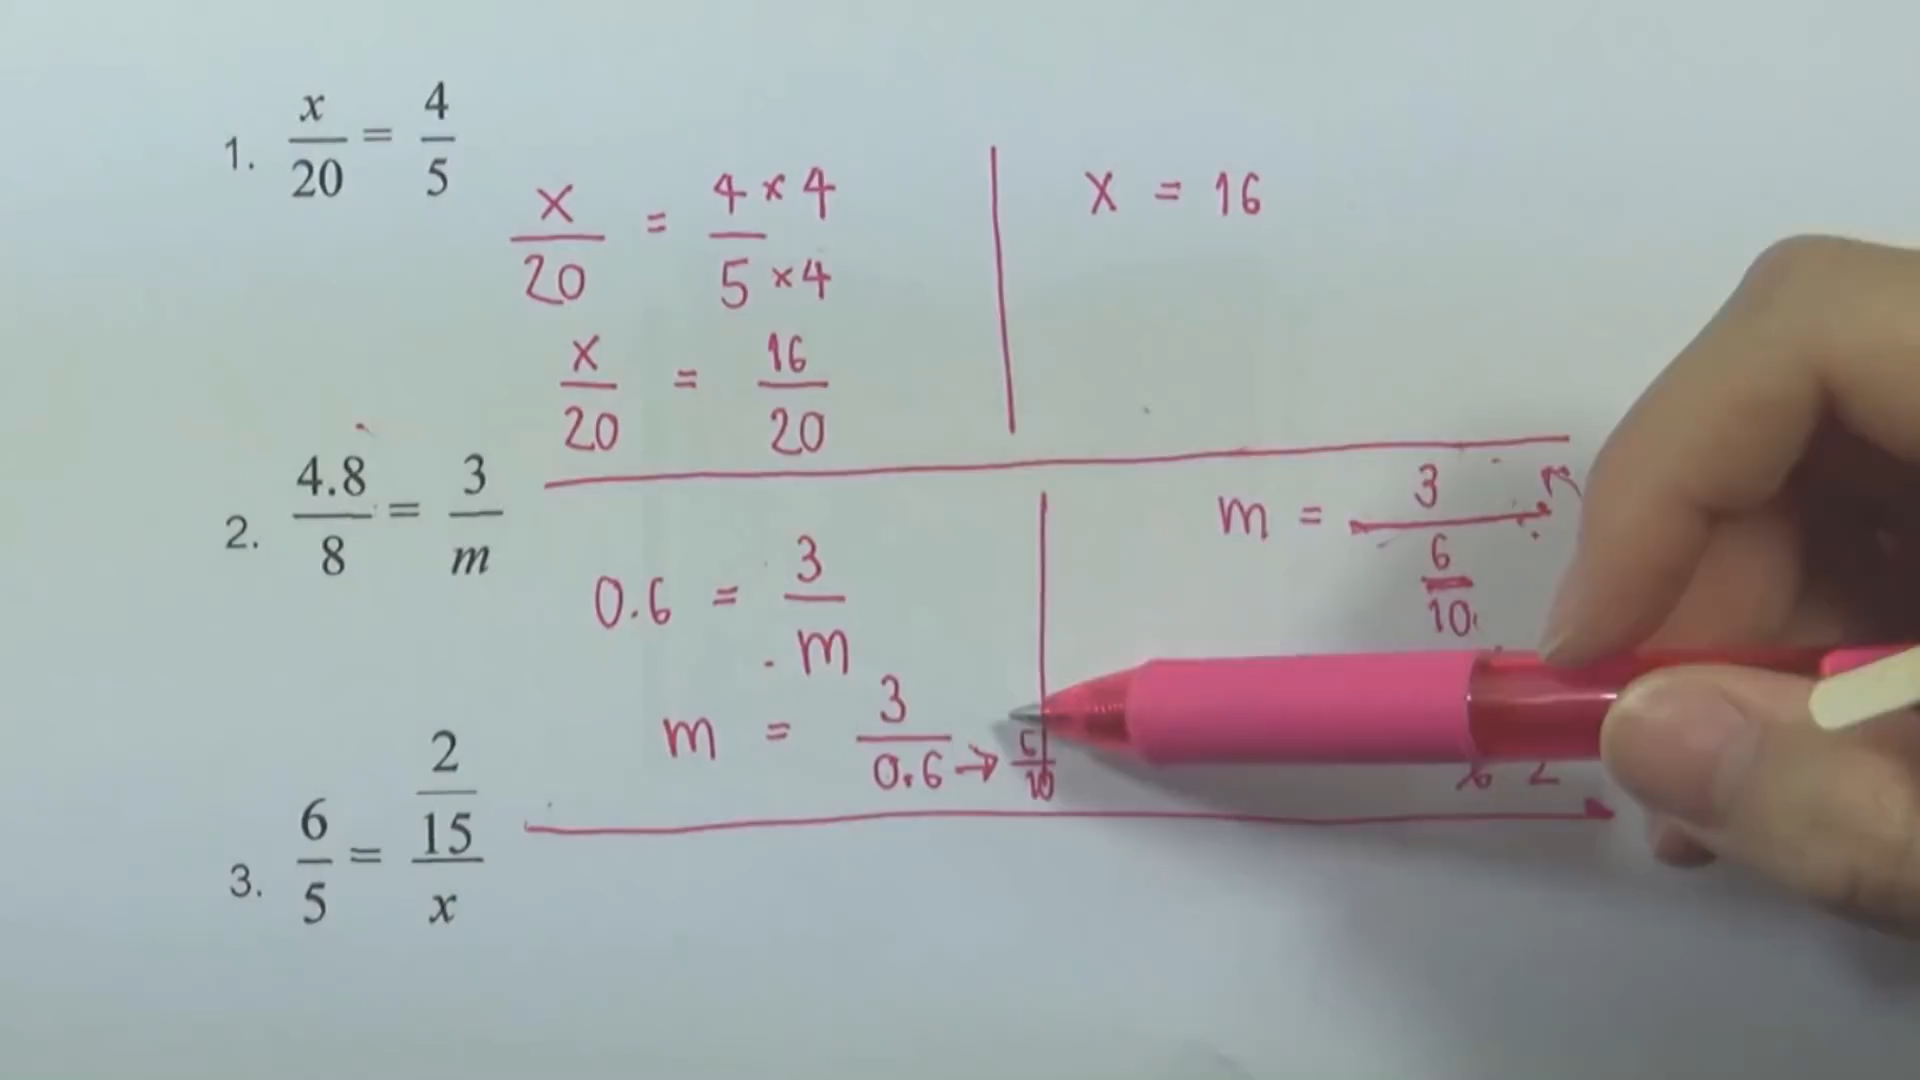 1. x/20 = 4/5
x/20 = 4 × 4 / 5 × 4
x = 16
x/20 = 16/20
2. 4.8/8 = 3/m
0.6 = 3/m
m = 3/0.6 → 6/10
m = 3 / (6/10)
3. 6/5 = (2/15)/x